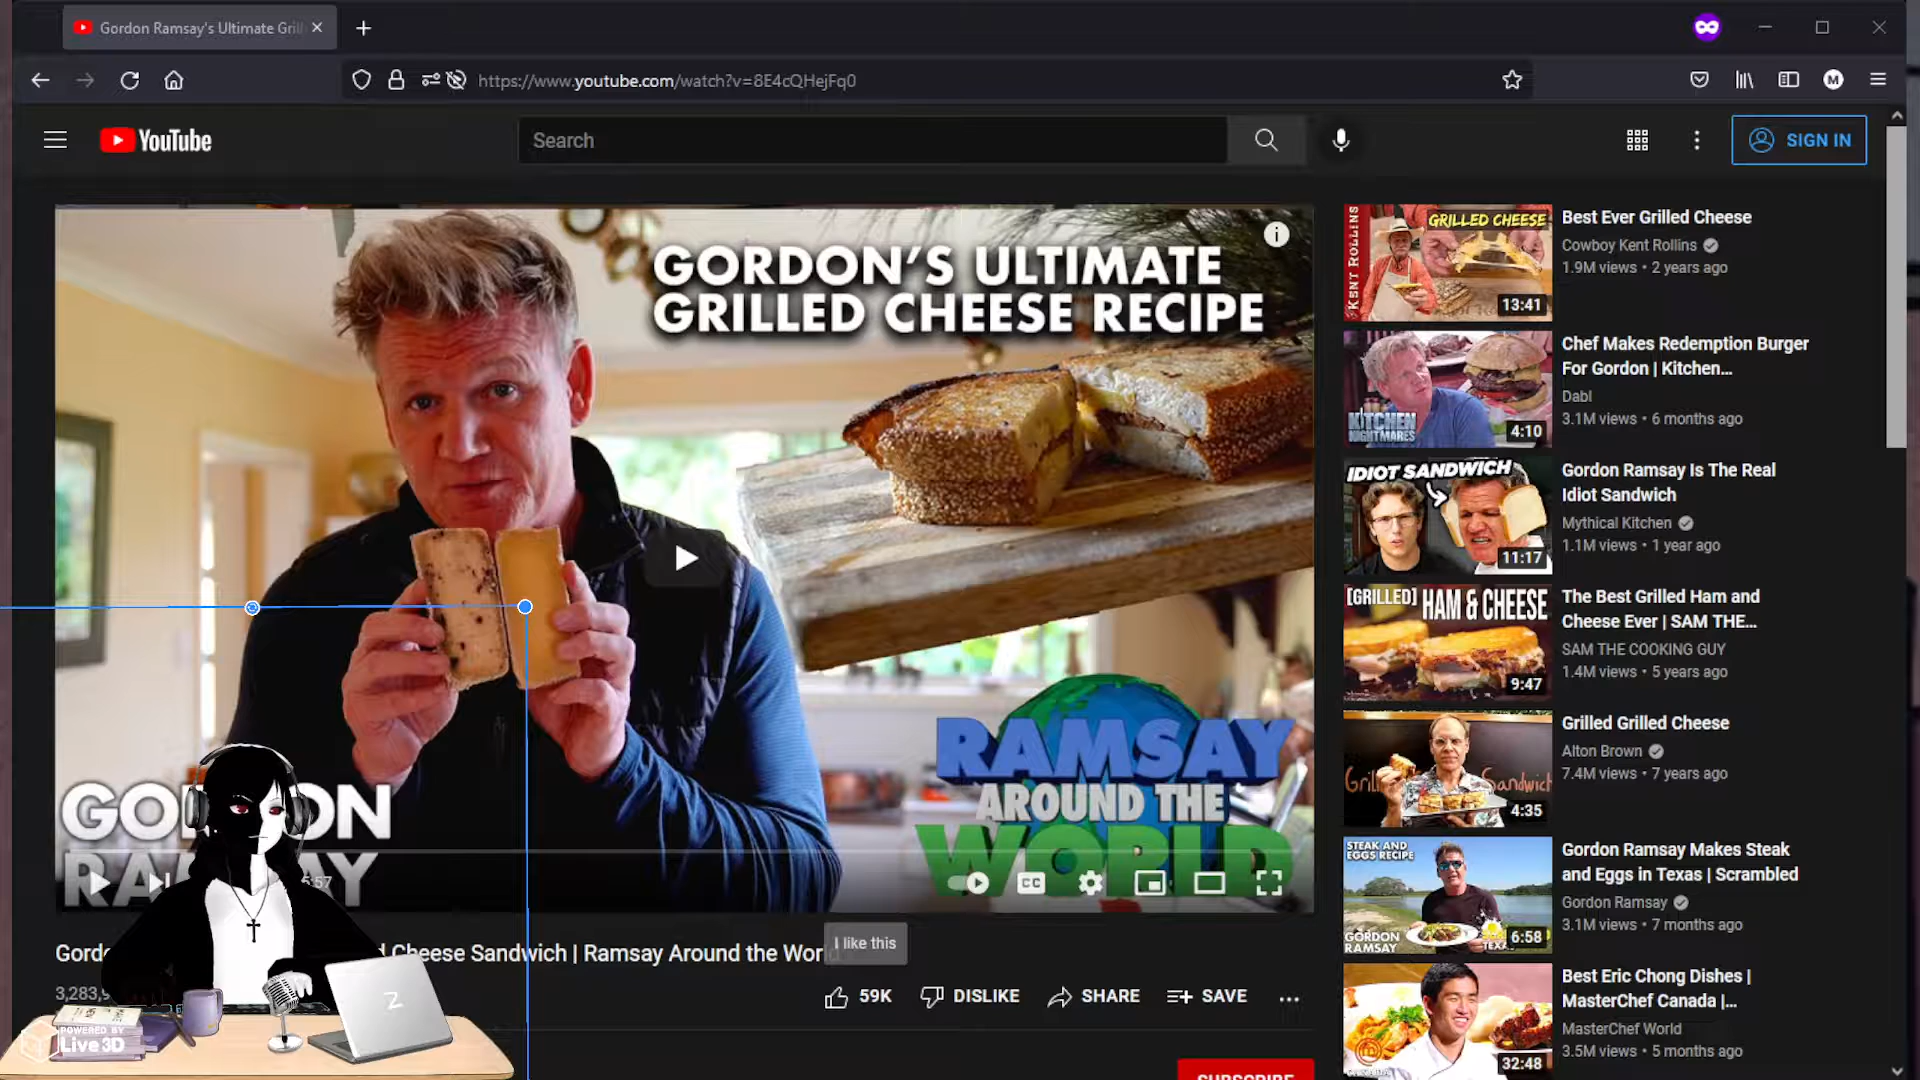 Gordon Ramsay's Ultimate Gril
https://www.youtube.com/watch?v=8E4cQHejFq0
M
YouTube
Search
SIGN IN
GORDON'S ULTIMATE
GRILLED CHEESE RECIPE
RAMSAY
AROUND THE
WORLD
GORDON
RAMSAY
5:57
CC
I like this
Cheese Sandwich | Ramsay Around the Worl
59K
DISLIKE
SHARE
SAVE
SUBSCRIBE
POWERED BY
Live3D
Z
KENT ROLLINS
GRILLED CHEESE
13:41
Best Ever Grilled Cheese
Cowboy Kent Rollins
1.9M views • 2 years ago
KITCHEN
NIGHTMARES
4:10
Chef Makes Redemption Burger
For Gordon | Kitchen...
Dabl
3.1M views • 6 months ago
IDIOT SANDWICH
11:17
Gordon Ramsay Is The Real
Idiot Sandwich
Mythical Kitchen
1.1M views • 1 year ago
[GRILLED] HAM & CHEESE
9:47
The Best Grilled Ham and
Cheese Ever | SAM THE...
SAM THE COOKING GUY
1.4M views • 5 years ago
4:35
Grilled Grilled Cheese
Alton Brown
7.4M views • 7 years ago
STEAK AND
EGGS RECIPE
GORDON
RAMSAY
6:58
Gordon Ramsay Makes Steak
and Eggs in Texas | Scrambled
Gordon Ramsay
3.1M views • 7 months ago
32:48
Best Eric Chong Dishes |
MasterChef Canada |...
MasterChef World
3.5M views • 5 months ago